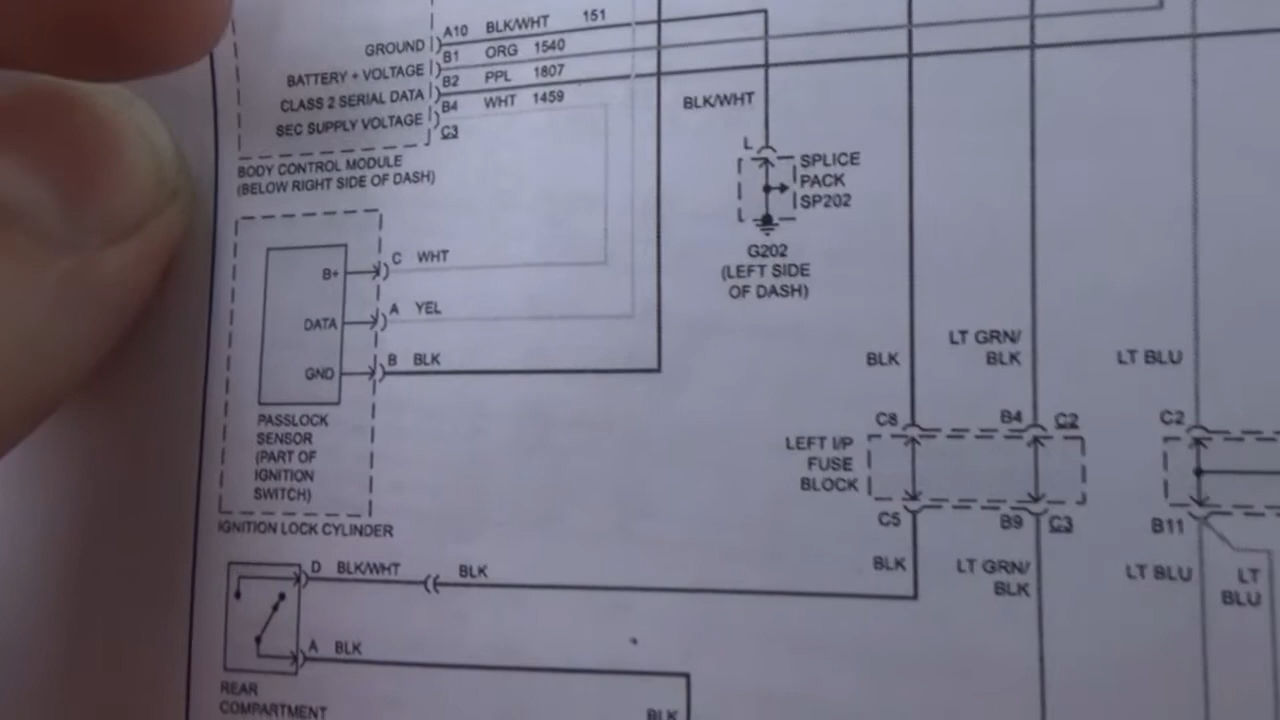 A10 BLK/WHT 151
GROUND
B1 ORG 1540
BATTERY + VOLTAGE
B2 PPL 1807
CLASS 2 SERIAL DATA
B4 WHT 1459
SEC SUPPLY VOLTAGE
C3
BODY CONTROL MODULE
(BELOW RIGHT SIDE OF DASH)
BLK/WHT
L
SPLICE
PACK
SP202
G202
(LEFT SIDE
OF DASH)
B+
C WHT
DATA
A YEL
GND
B BLK
PASSLOCK
SENSOR
(PART OF
IGNITION
SWITCH)
IGNITION LOCK CYLINDER
BLK
LT GRN/
BLK
LT BLU
C8
B4
C2
C2
LEFT I/P
FUSE
BLOCK
C5
B9
C3
B11
BLK
LT GRN/
BLK
LT BLU
LT
BLU
D BLK/WHT
BLK
A BLK
REAR
COMPARTMENT
BLK